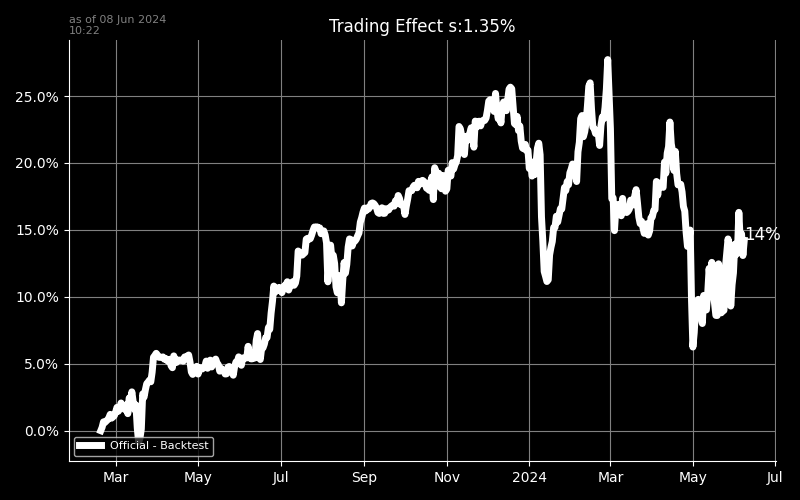 as of 08 Jun 2024
10:22
Trading Effect s:1.35%
25.0%
20.0%
15.0%
14%
10.0%
5.0%
0.0%
Official - Backtest
Mar May Jul Sep Nov 2024 Mar May Jul